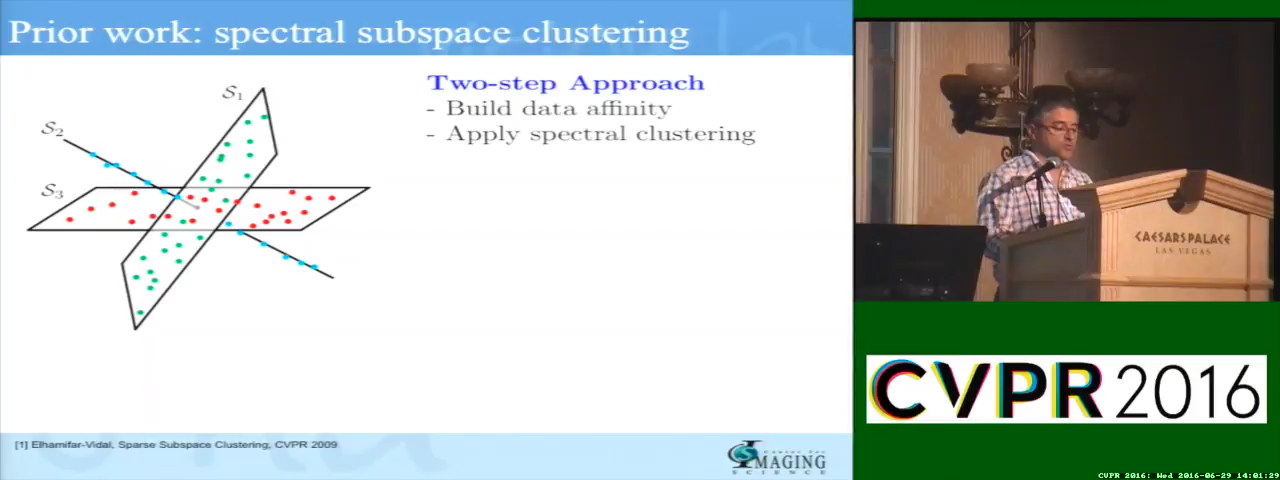 Prior work: spectral subspace clustering
S1
S2
S3
Two-step Approach
- Build data affinity
- Apply spectral clustering
[1] Elhamifar-Vidal, Sparse Subspace Clustering, CVPR 2009
IMAGING
SCIENCE
CAESARS PALACE
LAS VEGAS
CVPR 2016
CVPR 2016: Wed 2016-06-29 14:01:29